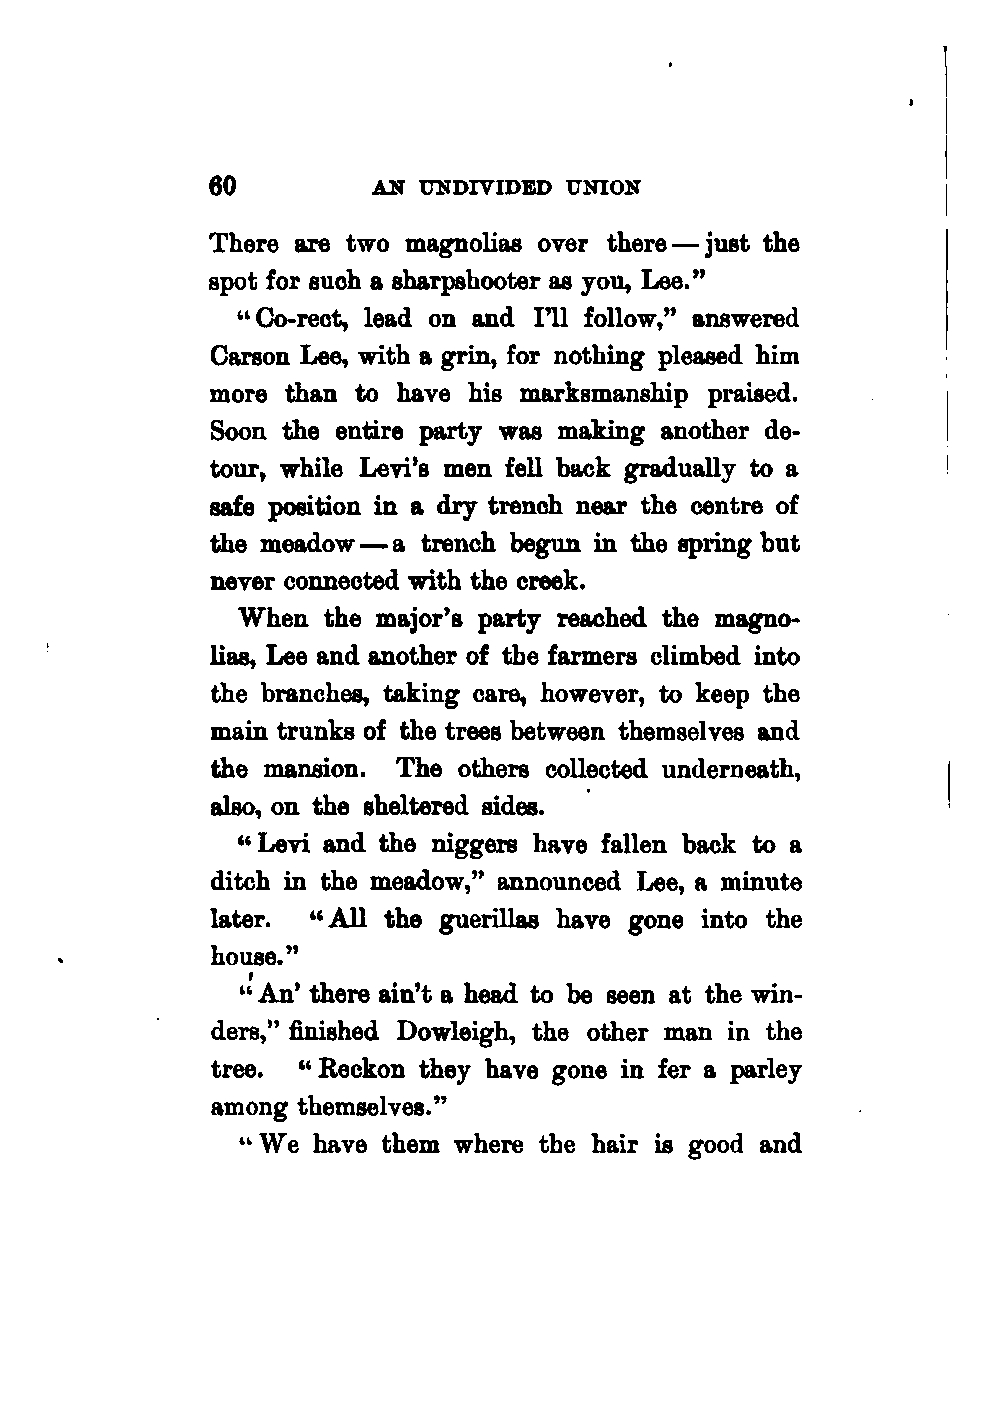 60 AN UNDIVIDED UNION
There are two magnolias over there — just the
spot for such a sharpshooter as you, Lee."
"Co-rect, lead on and I'll follow," answered
Carson Lee, with a grin, for nothing pleased him
more than to have his marksmanship praised.
Soon the entire party was making another de-
tour, while Levi's men fell back gradually to a
safe position in a dry trench near the centre of
the meadow — a trench begun in the spring but
never connected with the creek.
When the major's party reached the magno-
lias, Lee and another of the farmers climbed into
the branches, taking care, however, to keep the
main trunks of the trees between themselves and
the mansion. The others collected underneath,
also, on the sheltered sides.
"Levi and the niggers have fallen back to a
ditch in the meadow," announced Lee, a minute
later. "All the guerillas have gone into the
house."
"An' there ain't a head to be seen at the win-
ders," finished Dowleigh, the other man in the
tree. "Reckon they have gone in fer a parley
among themselves."
"We have them where the hair is good and